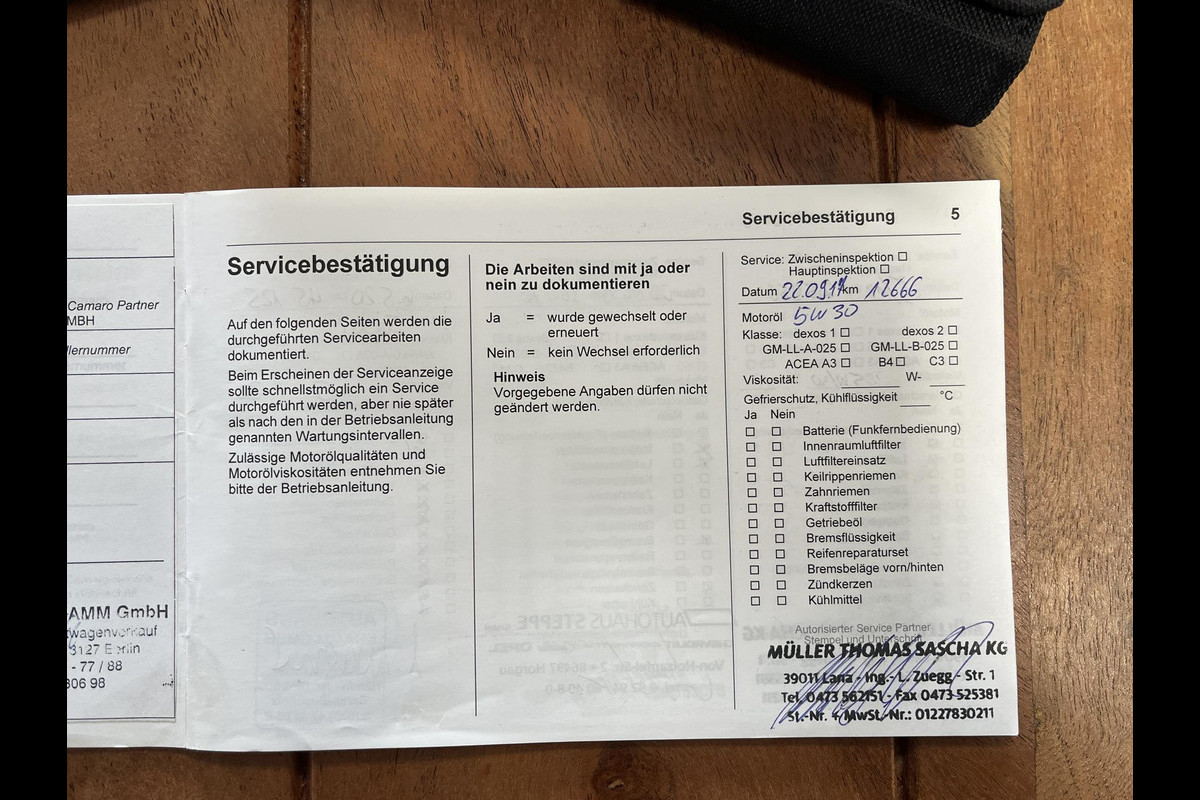 Servicebestätigung 5
Camaro Partner
MBH
llernummer
AMM GmbH
twagenverkauf
- 77 / 88
Servicebestätigung
Auf den folgenden Seiten werden die
durchgeführten Servicearbeiten
dokumentiert.
Beim Erscheinen der Serviceanzeige
sollte schnellstmöglich ein Service
durchgeführt werden, aber nie später
als nach den in der Betriebsanleitung
genannten Wartungsintervallen.
Zulässige Motorölqualitäten und
Motorölviskositäten entnehmen Sie
bitte der Betriebsanleitung.
Die Arbeiten sind mit ja oder
nein zu dokumentieren
Ja = wurde gewechselt oder
erneuert
Nein = kein Wechsel erforderlich
Hinweis
Vorgegebene Angaben dürfen nicht
geändert werden.
Service: Zwischeninspektion ☐
Hauptinspektion ☐
Datum 22.09.17 km 12666
Motoröl 5W30
Klasse: dexos 1 ☐ dexos 2 ☐
GM-LL-A-025 ☐ GM-LL-B-025 ☐
ACEA A3 ☐ B4 ☐ C3 ☐
Viskosität: ______ W- ____
Gefrierschutz, Kühlflüssigkeit ____ °C
Ja Nein
☐ ☐ Batterie (Funkfernbedienung)
☐ ☐ Innenraumluftfilter
☐ ☐ Luftfiltereinsatz
☐ ☐ Keilrippenriemen
☐ ☐ Zahnriemen
☐ ☐ Kraftstofffilter
☐ ☐ Getriebeöl
☐ ☐ Bremsflüssigkeit
☐ ☐ Reifenreparaturset
☐ ☐ Bremsbeläge vorn/hinten
☐ ☐ Zündkerzen
☐ ☐ Kühlmittel
Autorisierter Service Partner
Stempel und Unterschrift
MÜLLER THOMAS SASCHA KG
39011 Lana - Ing.- L. Zuegg - Str. 1
Tel. 0473 562151 - Fax 0473 525381
St.-Nr. + MwSt.-Nr.: 01227830211